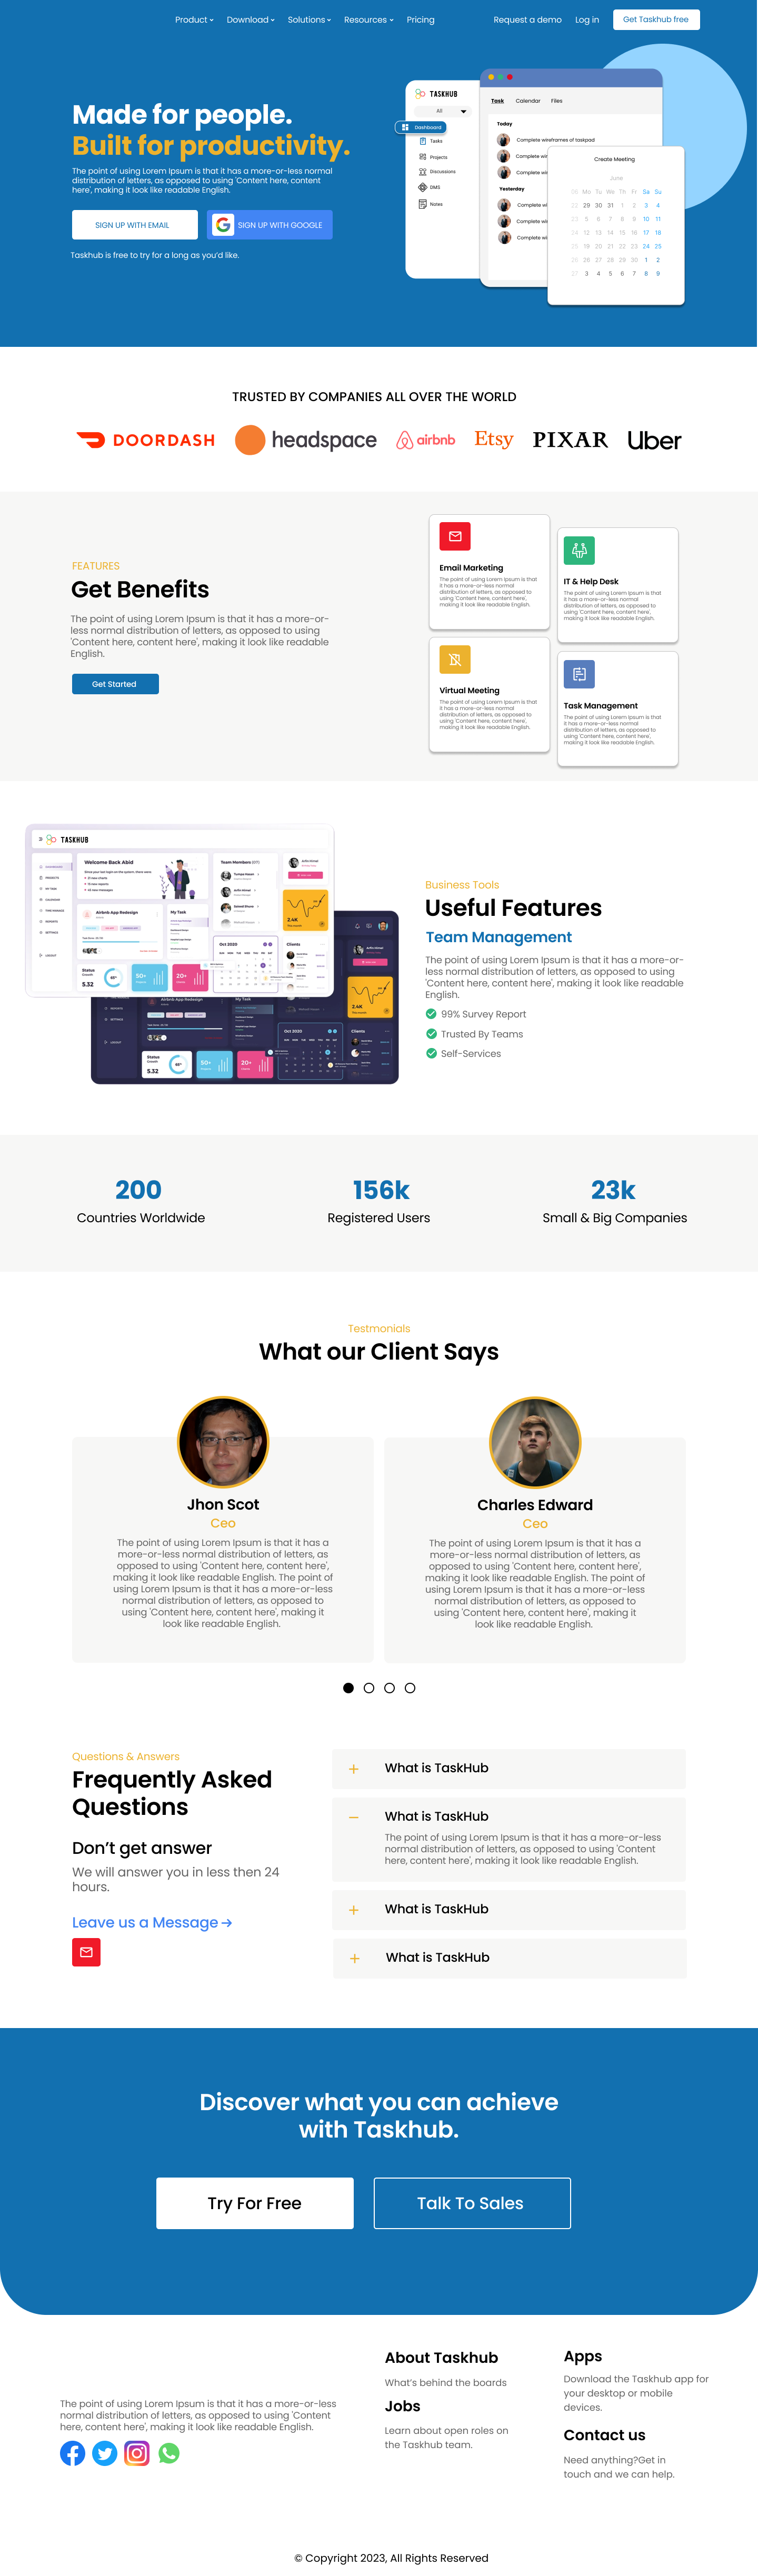 Product
Download
Solutions
Resources
Pricing
Request a demo
Log in
Get Taskhub free
Made for people.
Built for productivity.
The point of using Lorem Ipsum is that it has a more-or-less normal
distribution of letters, as opposed to using 'Content here, content
here', making it look like readable English.
SIGN UP WITH EMAIL
SIGN UP WITH GOOGLE
Taskhub is free to try for a long as you'd like.
TASKHUB
All
Dashboard
Tasks
Projects
Discussions
DMS
Notes
Task
Calendar
Files
Today
Complete wireframes of taskpad
Complete wir
Complete wi
Yesterday
Complete wi
Complete wi
Complete wi
Create Meeting
June
Mo Tu We Th Fr Sa Su
29 30 31 1 2 3 4
5 6 7 8 9 10 11
12 13 14 15 16 17 18
19 20 21 22 23 24 25
26 27 28 29 30 1 2
3 4 5 6 7 8 9
TRUSTED BY COMPANIES ALL OVER THE WORLD
DOORDASH
headspace
airbnb
Etsy
PIXAR
Uber
FEATURES
Get Benefits
The point of using Lorem Ipsum is that it has a more-or-
less normal distribution of letters, as opposed to using
'Content here, content here', making it look like readable
English.
Get Started
Email Marketing
The point of using Lorem Ipsum is that
it has a more-or-less normal
distribution of letters, as opposed to
using 'Content here, content here',
making it look like readable English.
IT & Help Desk
The point of using Lorem Ipsum is that
it has a more-or-less normal
distribution of letters, as opposed to
using 'Content here, content here',
making it look like readable English.
Virtual Meeting
The point of using Lorem Ipsum is that
it has a more-or-less normal
distribution of letters, as opposed to
using 'Content here, content here',
making it look like readable English.
Task Management
The point of using Lorem Ipsum is that
it has a more-or-less normal
distribution of letters, as opposed to
using 'Content here, content here',
making it look like readable English.
TASKHUB
Welcome Back Abid
Team Members
Airbnb App Redesign
My Task
2.4K
Oct 2020
Clients
Status
Growth
5.32
50+
20+
Airbnb App Redesign
My Task
2.4K
Oct 2020
Clients
Status
Growth
5.32
50+
20+
Business Tools
Useful Features
Team Management
The point of using Lorem Ipsum is that it has a more-or-
less normal distribution of letters, as opposed to using
'Content here, content here', making it look like readable
English.
99% Survey Report
Trusted By Teams
Self-Services
200
Countries Worldwide
156k
Registered Users
23k
Small & Big Companies
Testmonials
What our Client Says
Jhon Scot
Ceo
The point of using Lorem Ipsum is that it has a
more-or-less normal distribution of letters, as
opposed to using 'Content here, content here',
making it look like readable English. The point of
using Lorem Ipsum is that it has a more-or-less
normal distribution of letters, as opposed to
using 'Content here, content here', making it
look like readable English.
Charles Edward
Ceo
The point of using Lorem Ipsum is that it has a
more-or-less normal distribution of letters, as
opposed to using 'Content here, content here',
making it look like readable English. The point of
using Lorem Ipsum is that it has a more-or-less
normal distribution of letters, as opposed to
using 'Content here, content here', making it
look like readable English.
Questions & Answers
Frequently Asked
Questions
Don't get answer
We will answer you in less then 24
hours.
Leave us a Message →
+ What is TaskHub
− What is TaskHub
The point of using Lorem Ipsum is that it has a more-or-less
normal distribution of letters, as opposed to using 'Content
here, content here', making it look like readable English.
+ What is TaskHub
+ What is TaskHub
Discover what you can achieve
with Taskhub.
Try For Free
Talk To Sales
The point of using Lorem Ipsum is that it has a more-or-less
normal distribution of letters, as opposed to using 'Content
here, content here', making it look like readable English.
About Taskhub
What's behind the boards
Jobs
Learn about open roles on
the Taskhub team.
Apps
Download the Taskhub app for
your desktop or mobile
devices.
Contact us
Need anything?Get in
touch and we can help.
© Copyright 2023, All Rights Reserved